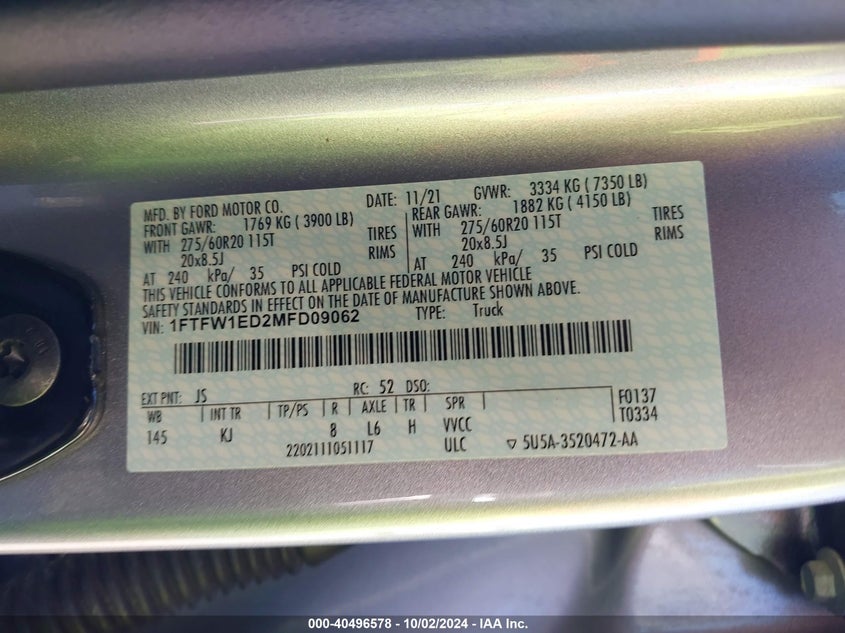 MFD. BY FORD MOTOR CO. DATE: 11/21 GVWR: 3334 KG ( 7350 LB)
FRONT GAWR: 1769 KG ( 3900 LB) REAR GAWR: 1882 KG ( 4150 LB)
WITH 275/60R20 115T TIRES WITH 275/60R20 115T TIRES
20x8.5J RIMS 20x8.5J RIMS
AT 240 kPa/ 35 PSI COLD AT 240 kPa/ 35 PSI COLD
THIS VEHICLE CONFORMS TO ALL APPLICABLE FEDERAL MOTOR VEHICLE
SAFETY STANDARDS IN EFFECT ON THE DATE OF MANUFACTURE SHOWN ABOVE.
VIN: 1FTFW1ED2MFD09062 TYPE: Truck
EXT PNT: JS RC: 52 DSO:
WB INT TR TP/PS R AXLE TR SPR F0137
145 KJ 8 L6 H VVCC T0334
2202111051117 ULC ▽ 5U5A-3520472-AA
000-40496578 - 10/02/2024 - IAA Inc.